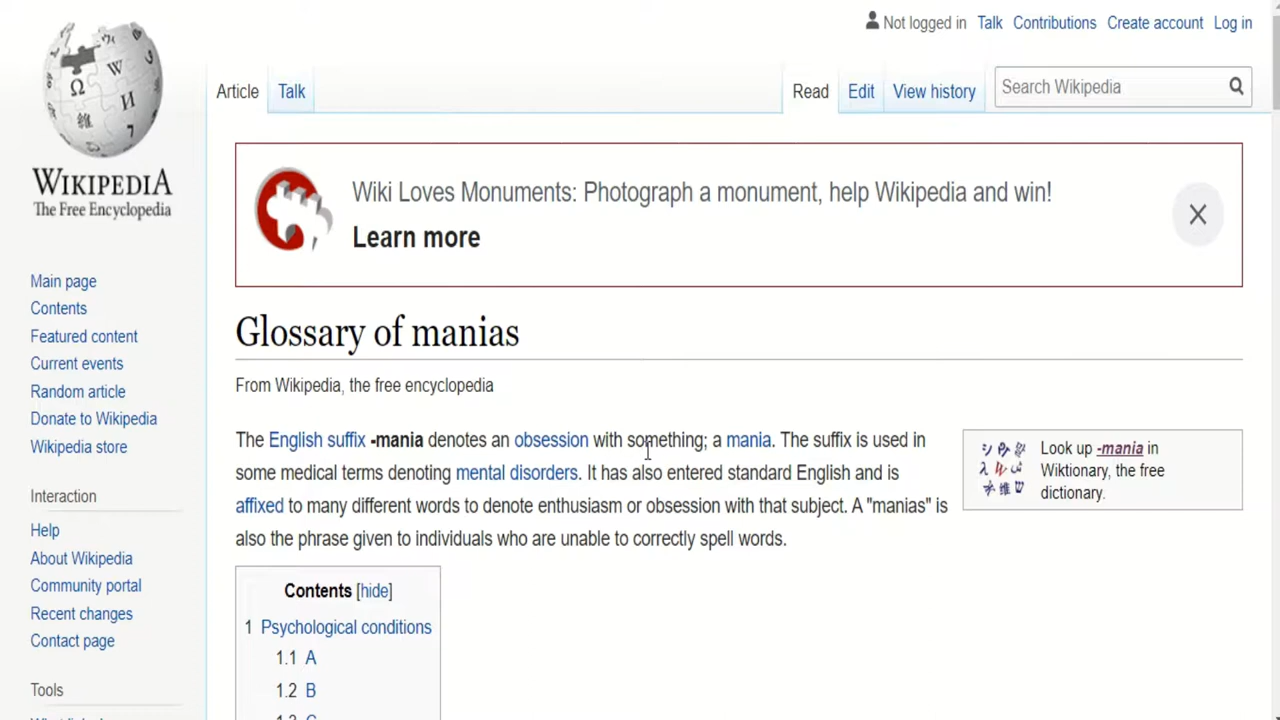 Not logged in Talk Contributions Create account Log in
Article Talk Read Edit View history Search Wikipedia
WIKIPEDIA
The Free Encyclopedia
Main page
Contents
Featured content
Current events
Random article
Donate to Wikipedia
Wikipedia store
Interaction
Help
About Wikipedia
Community portal
Recent changes
Contact page
Tools
Wiki Loves Monuments: Photograph a monument, help Wikipedia and win!
Learn more
Glossary of manias
From Wikipedia, the free encyclopedia
The English suffix -mania denotes an obsession with something; a mania. The suffix is used in
some medical terms denoting mental disorders. It has also entered standard English and is
affixed to many different words to denote enthusiasm or obsession with that subject. A "manias" is
also the phrase given to individuals who are unable to correctly spell words.
Look up -mania in
Wiktionary, the free
dictionary.
Contents [hide]
1 Psychological conditions
1.1 A
1.2 B